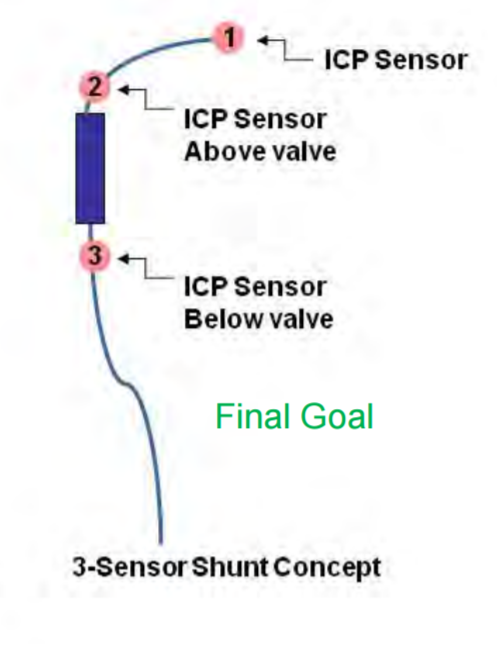 1
ICP Sensor
2
ICP Sensor
Above valve
3
ICP Sensor
Below valve
Final Goal
3-Sensor Shunt Concept